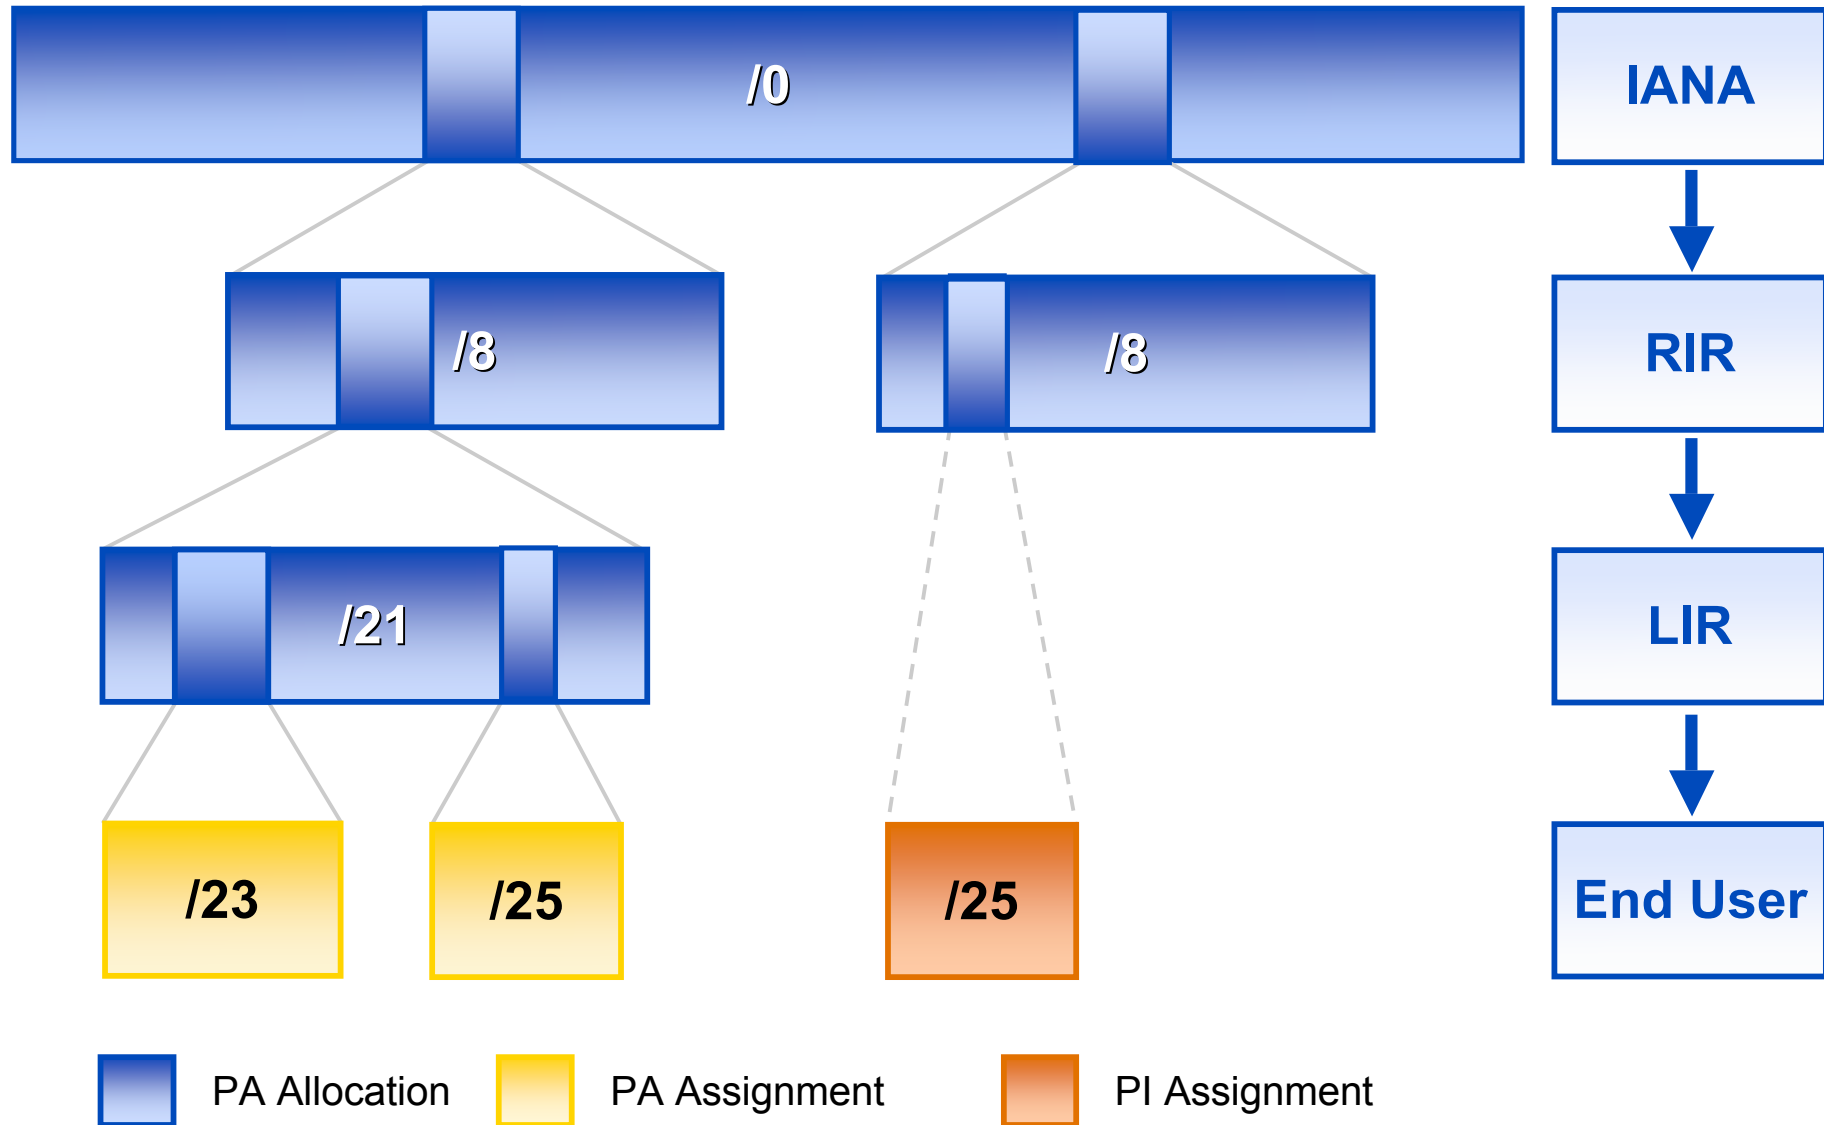 /0
IANA
/8
/8
RIR
/21
LIR
/23
/25
/25
End User
PA Allocation
PA Assignment
PI Assignment